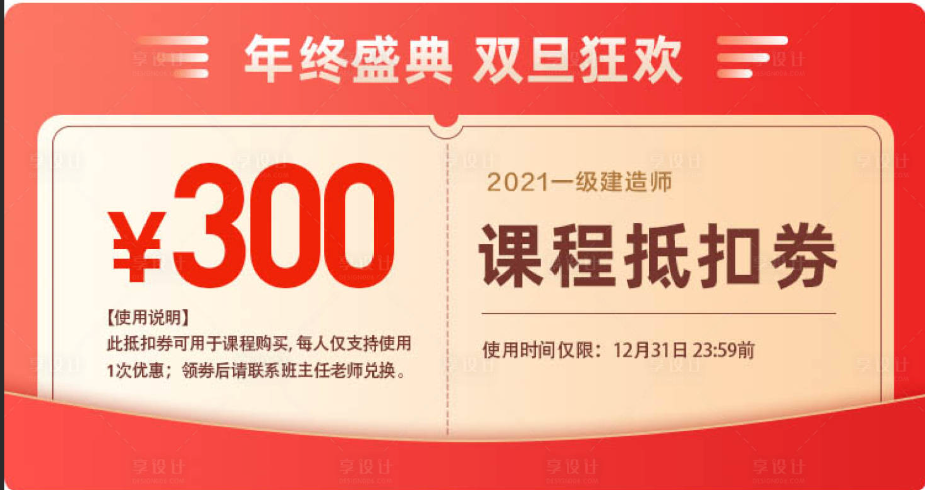 年终盛典 双旦狂欢
¥300
【使用说明】
此抵扣券可用于课程购买,每人仅支持使用
1次优惠；领券后请联系班主任老师兑换。
2021一级建造师
课程抵扣券
使用时间仅限：12月31日 23:59前
享设计